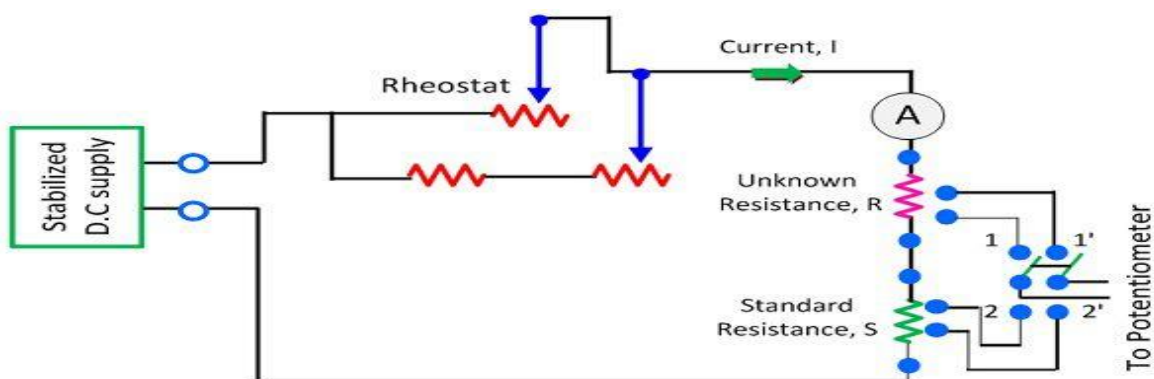 Current, I
Rheostat
A
Stabilized
D.C supply
Unknown
Resistance, R
1 1'
Standard
Resistance, S
2 2'
To Potentiometer